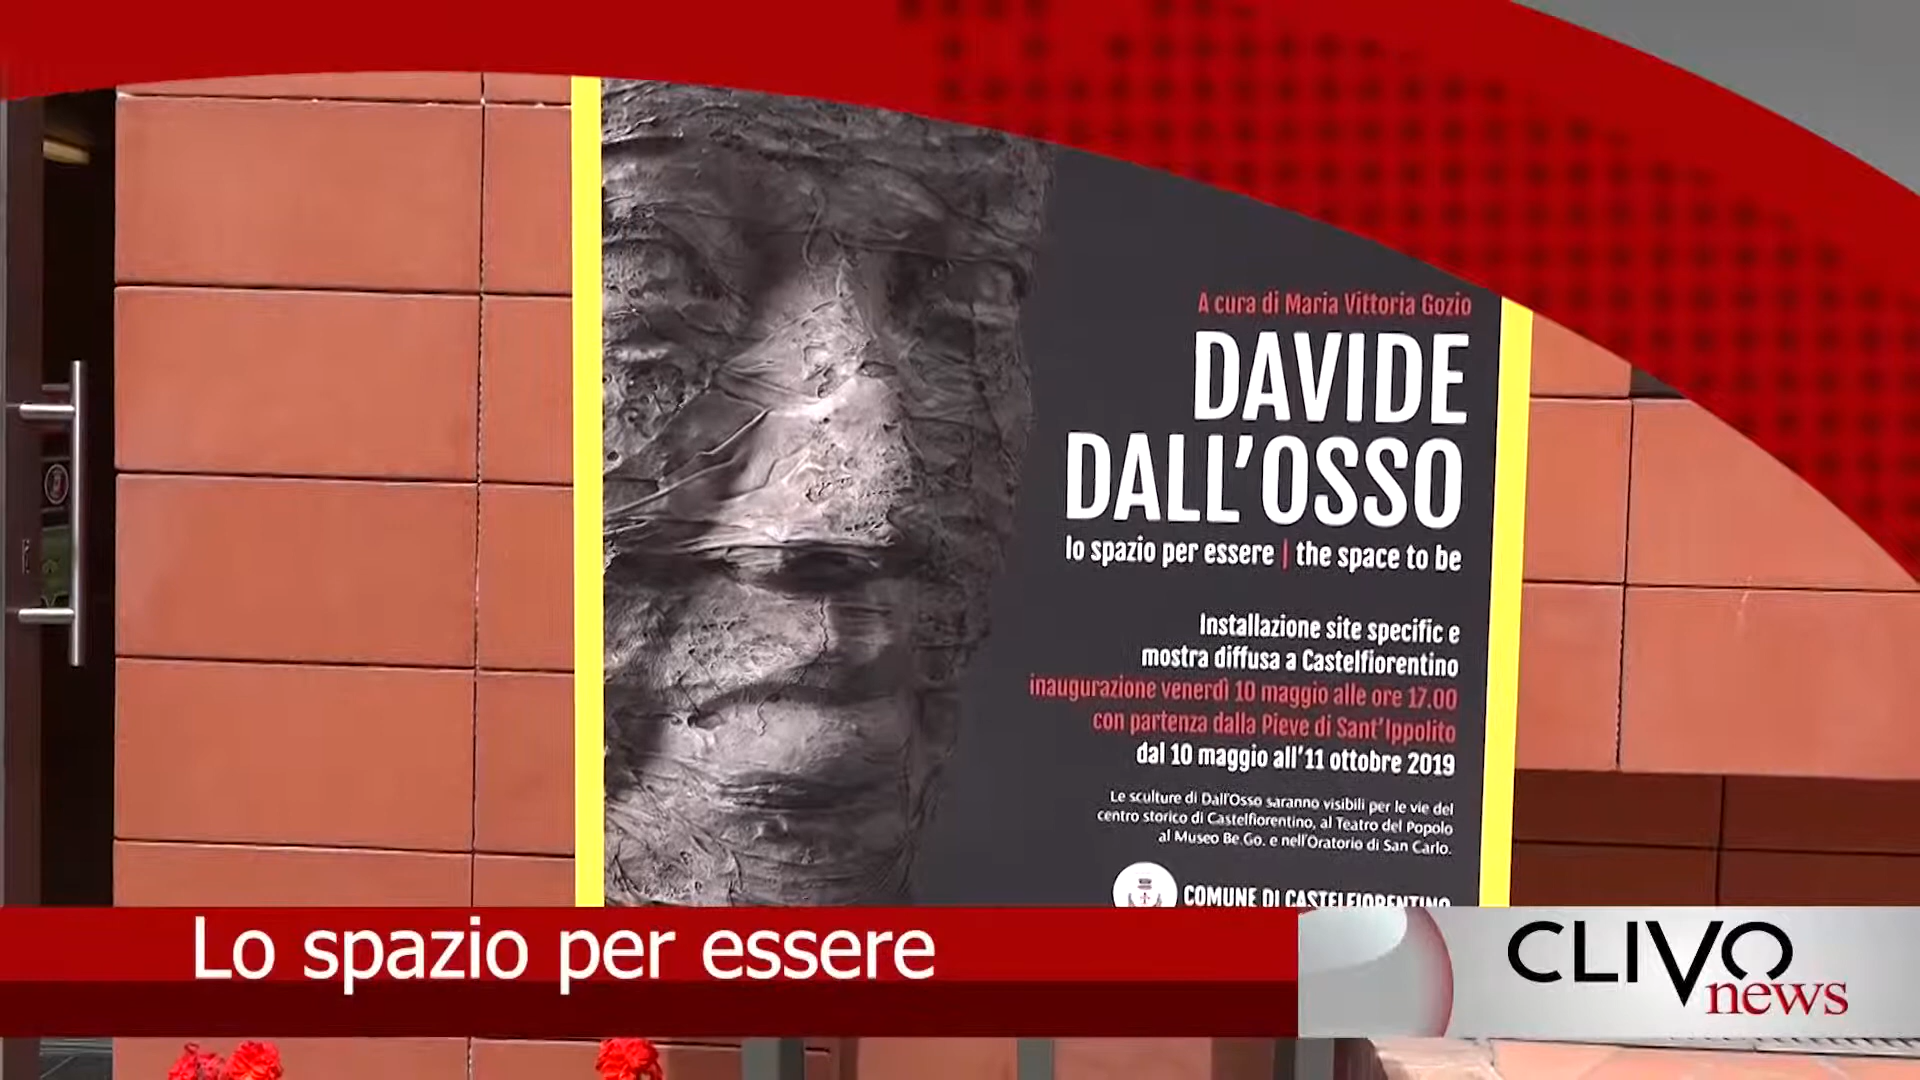 A cura di Maria Vittoria Gozio
DAVIDE
DALL'OSSO
lo spazio per essere | the space to be
Installazione site specific e
mostra diffusa a Castelfiorentino
inaugurazione venerdì 10 maggio alle ore 17.00
con partenza dalla Pieve di Sant'Ippolito
dal 10 maggio all'11 ottobre 2019
Le sculture di Dall'Osso saranno visibili per le vie del
centro storico di Castelfiorentino, al Teatro del Popolo
al Museo Be.Go. e nell'Oratorio di San Carlo.
COMUNE DI CASTELFIORENTINO
Lo spazio per essere
CLIVO
news